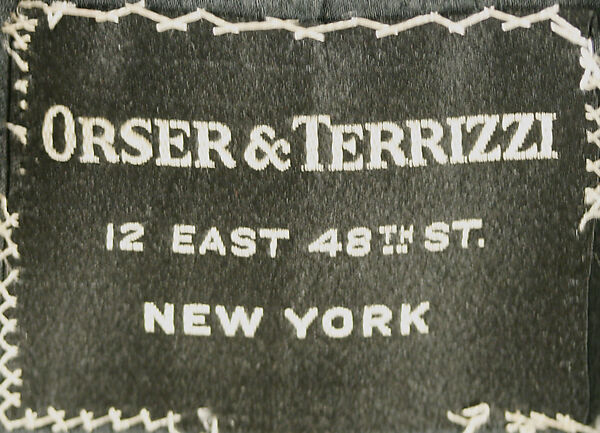 ORSER & TERRIZZI
12 EAST 48TH ST.
NEW YORK